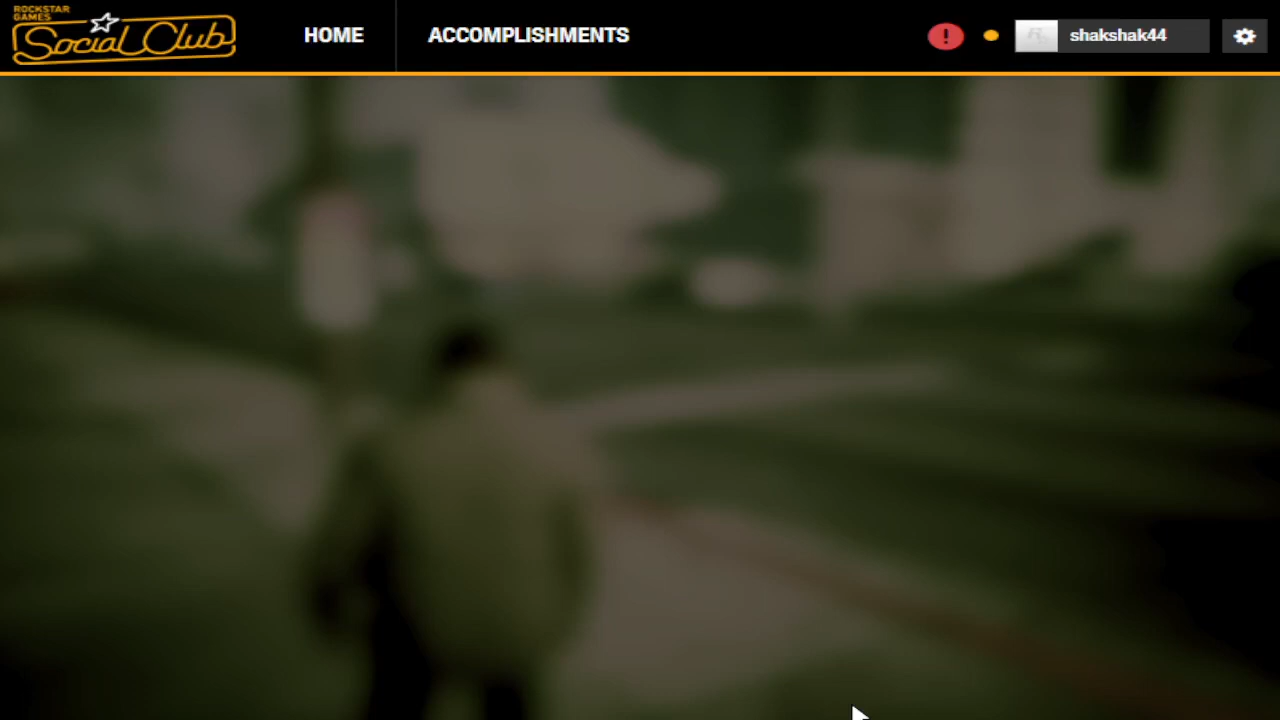 ROCKSTAR
GAMES
Social Club
HOME
ACCOMPLISHMENTS
!
shakshak44